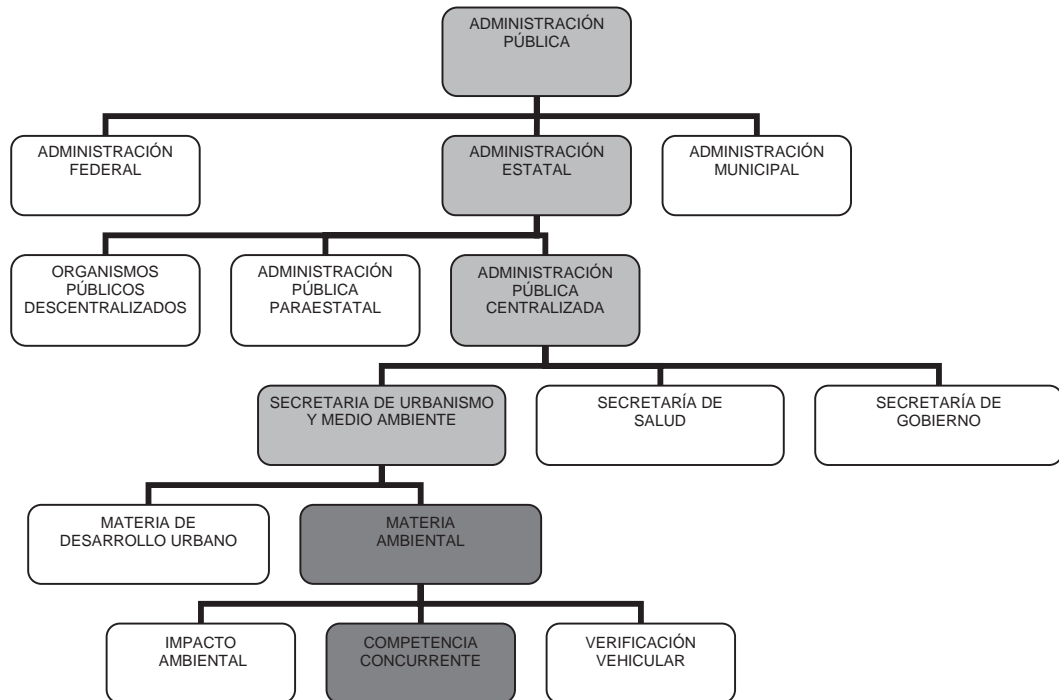 ADMINISTRACIÓN
PÚBLICA
ADMINISTRACIÓN
FEDERAL
ADMINISTRACIÓN
ESTATAL
ADMINISTRACIÓN
MUNICIPAL
ORGANISMOS
PÚBLICOS
DESCENTRALIZADOS
ADMINISTRACIÓN
PÚBLICA
PARAESTATAL
ADMINISTRACIÓN
PÚBLICA
CENTRALIZADA
SECRETARIA DE URBANISMO
Y MEDIO AMBIENTE
SECRETARÍA DE
SALUD
SECRETARÍA DE
GOBIERNO
MATERIA DE
DESARROLLO URBANO
MATERIA
AMBIENTAL
IMPACTO
AMBIENTAL
COMPETENCIA
CONCURRENTE
VERIFICACIÓN
VEHICULAR